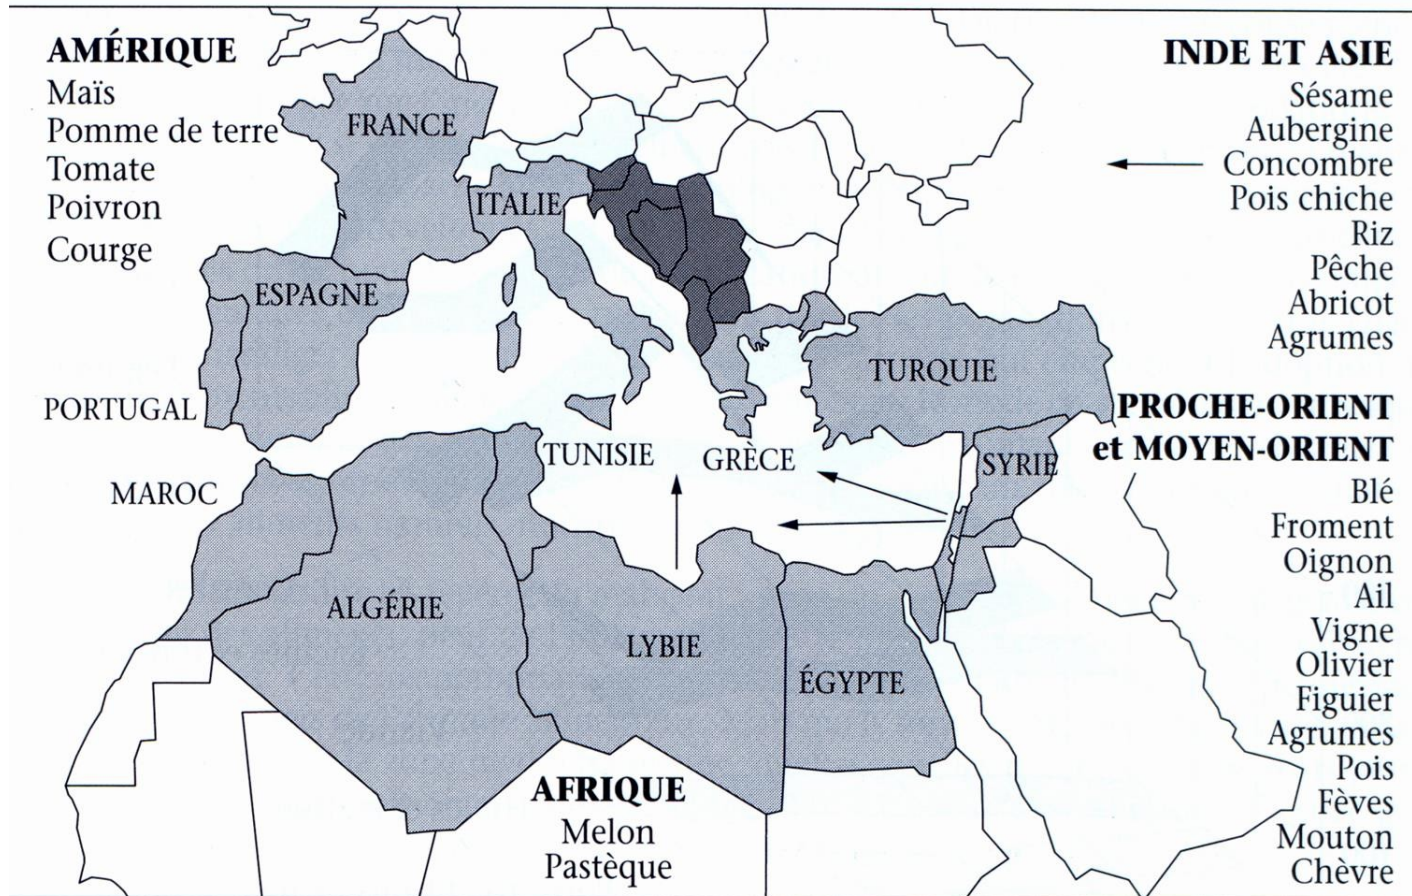 AMÉRIQUE
Maïs
Pomme de terre
Tomate
Poivron
Courge
INDE ET ASIE
Sésame
Aubergine
Concombre
Pois chiche
Riz
Pêche
Abricot
Agrumes
FRANCE
ITALIE
ESPAGNE
PORTUGAL
TURQUIE
MAROC
TUNISIE
GRÈCE
SYRIE
ALGÉRIE
LYBIE
ÉGYPTE
PROCHE-ORIENT
et MOYEN-ORIENT
Blé
Froment
Oignon
Ail
Vigne
Olivier
Figuier
Agrumes
Pois
Fèves
Mouton
Chèvre
AFRIQUE
Melon
Pastèque